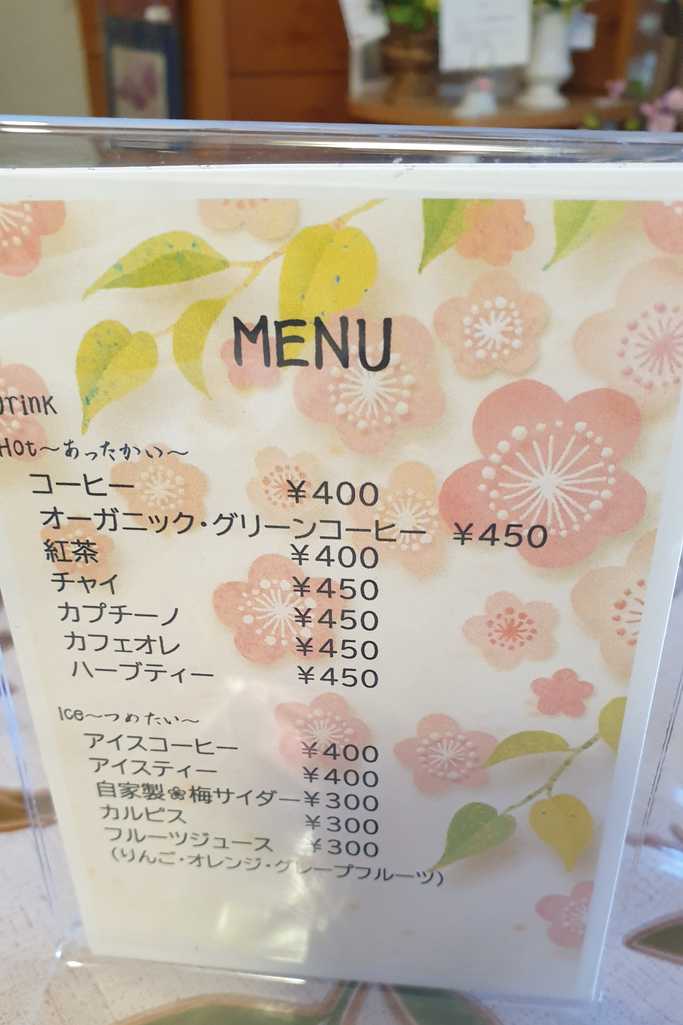 MENU
Drink
Hot～あったかい～
コーヒー ¥400
オーガニック・グリーンコーヒー ¥450
紅茶 ¥400
チャイ ¥450
カプチーノ ¥450
カフェオレ ¥450
ハーブティー ¥450
Ice～つめたい～
アイスコーヒー ¥400
アイスティー ¥400
自家製❀梅サイダー ¥300
カルピス ¥300
フルーツジュース ¥300
(りんご・オレンジ・グレープフルーツ)